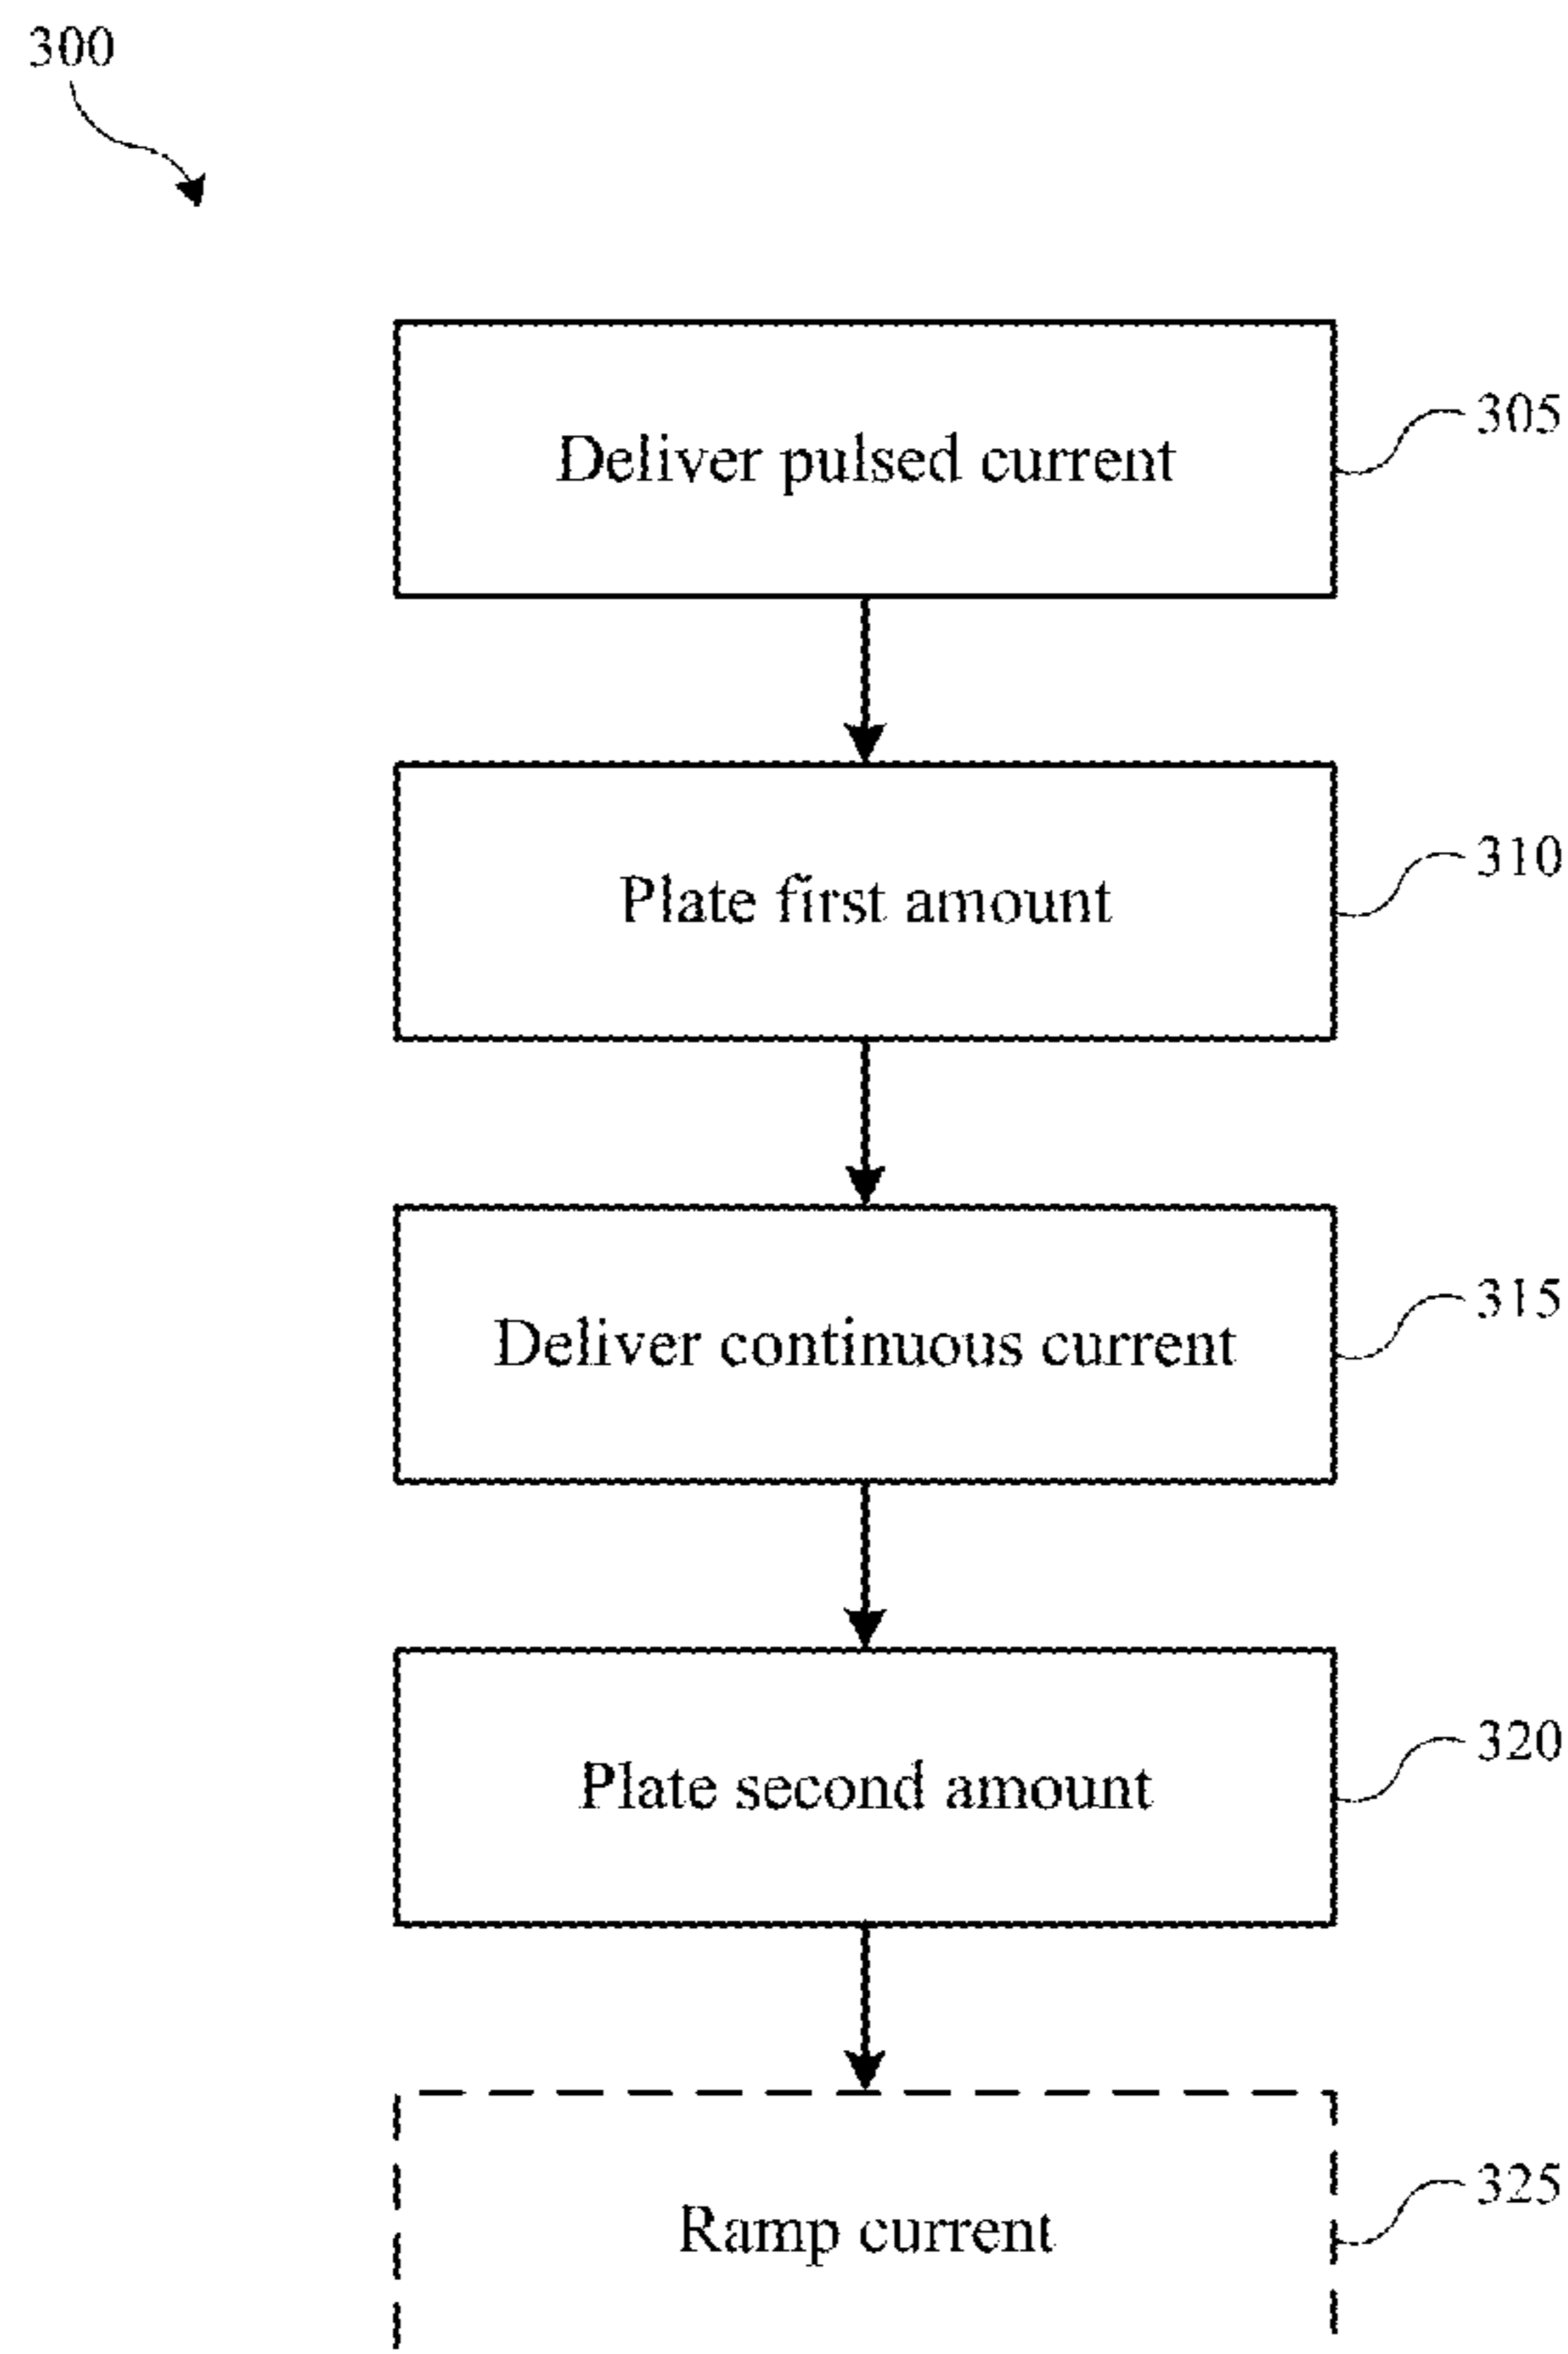 300
Deliver pulsed current
305
Plate first amount
310
Deliver continuous current
315
Plate second amount
320
Ramp current
325